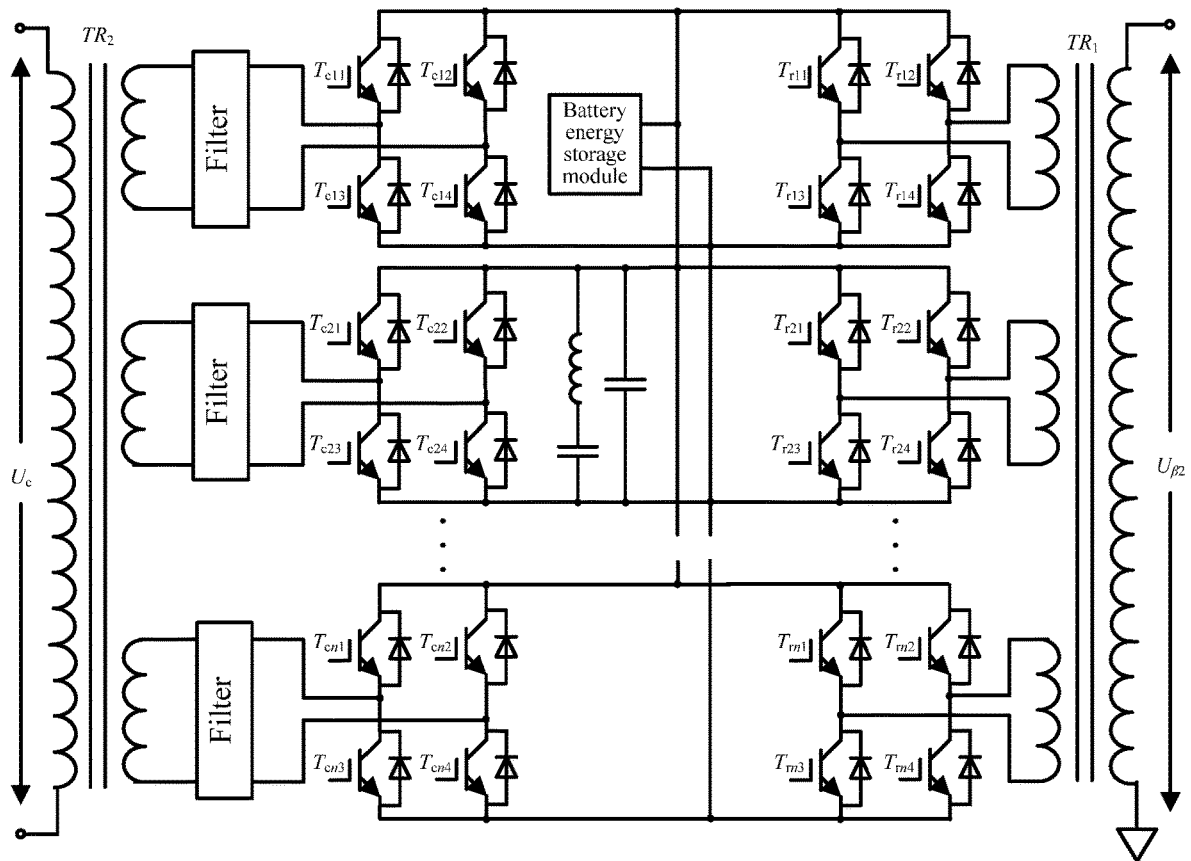 TR2
Filter
Tc11
Tc12
Tc13
Tc14
Battery
energy
storage
module
Tr11
Tr12
Tr13
Tr14
TR1
Filter
Tc21
Tc22
Tc23
Tc24
Tr21
Tr22
Tr23
Tr24
Uc
Uβ2
Filter
Tcn1
Tcn2
Tcn3
Tcn4
Trn1
Trn2
Trn3
Trn4